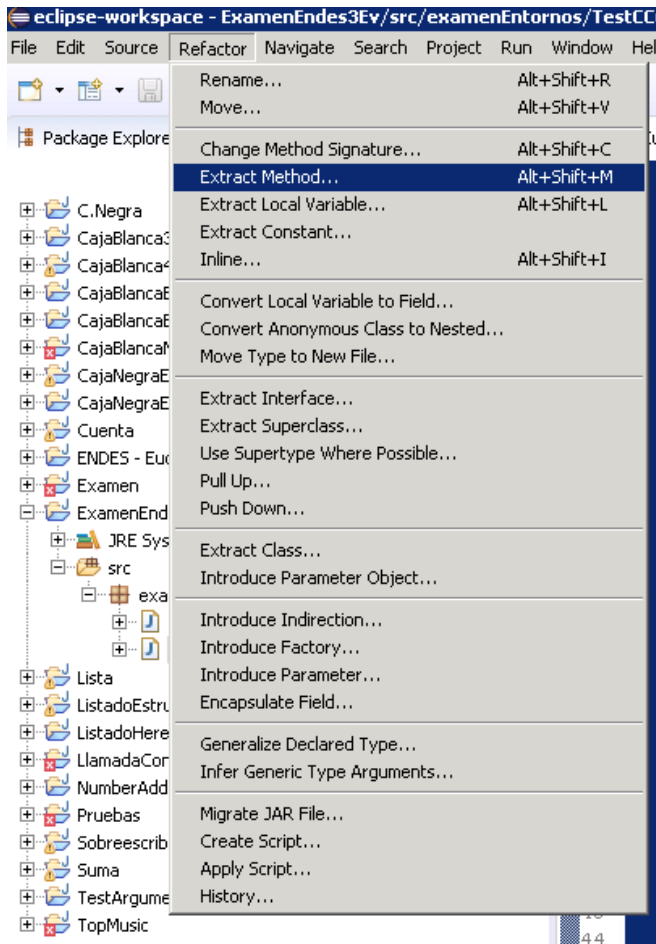 eclipse-workspace - ExamenEndes3Ev/src/examenEntornos/TestCC
File Edit Source Refactor Navigate Search Project Run Window Hel
Package Explore
Rename... Alt+Shift+R
Move... Alt+Shift+V
Change Method Signature... Alt+Shift+C
Extract Method... Alt+Shift+M
Extract Local Variable... Alt+Shift+L
Extract Constant...
Inline... Alt+Shift+I
Convert Local Variable to Field...
Convert Anonymous Class to Nested...
Move Type to New File...
Extract Interface...
Extract Superclass...
Use Supertype Where Possible...
Pull Up...
Push Down...
Extract Class...
Introduce Parameter Object...
Introduce Indirection...
Introduce Factory...
Introduce Parameter...
Encapsulate Field...
Generalize Declared Type...
Infer Generic Type Arguments...
Migrate JAR File...
Create Script...
Apply Script...
History...
C.Negra
CajaBlanca3
CajaBlanca4
CajaBlancaE
CajaBlancaE
CajaBlancaM
CajaNegraE
CajaNegraE
Cuenta
ENDES - Euc
Examen
ExamenEnd
JRE Sys
src
exa
J
J
Lista
ListadoEstru
ListadoHere
LlamadaCon
NumberAdd
Pruebas
Sobreescrib
Suma
TestArgume
TopMusic
44